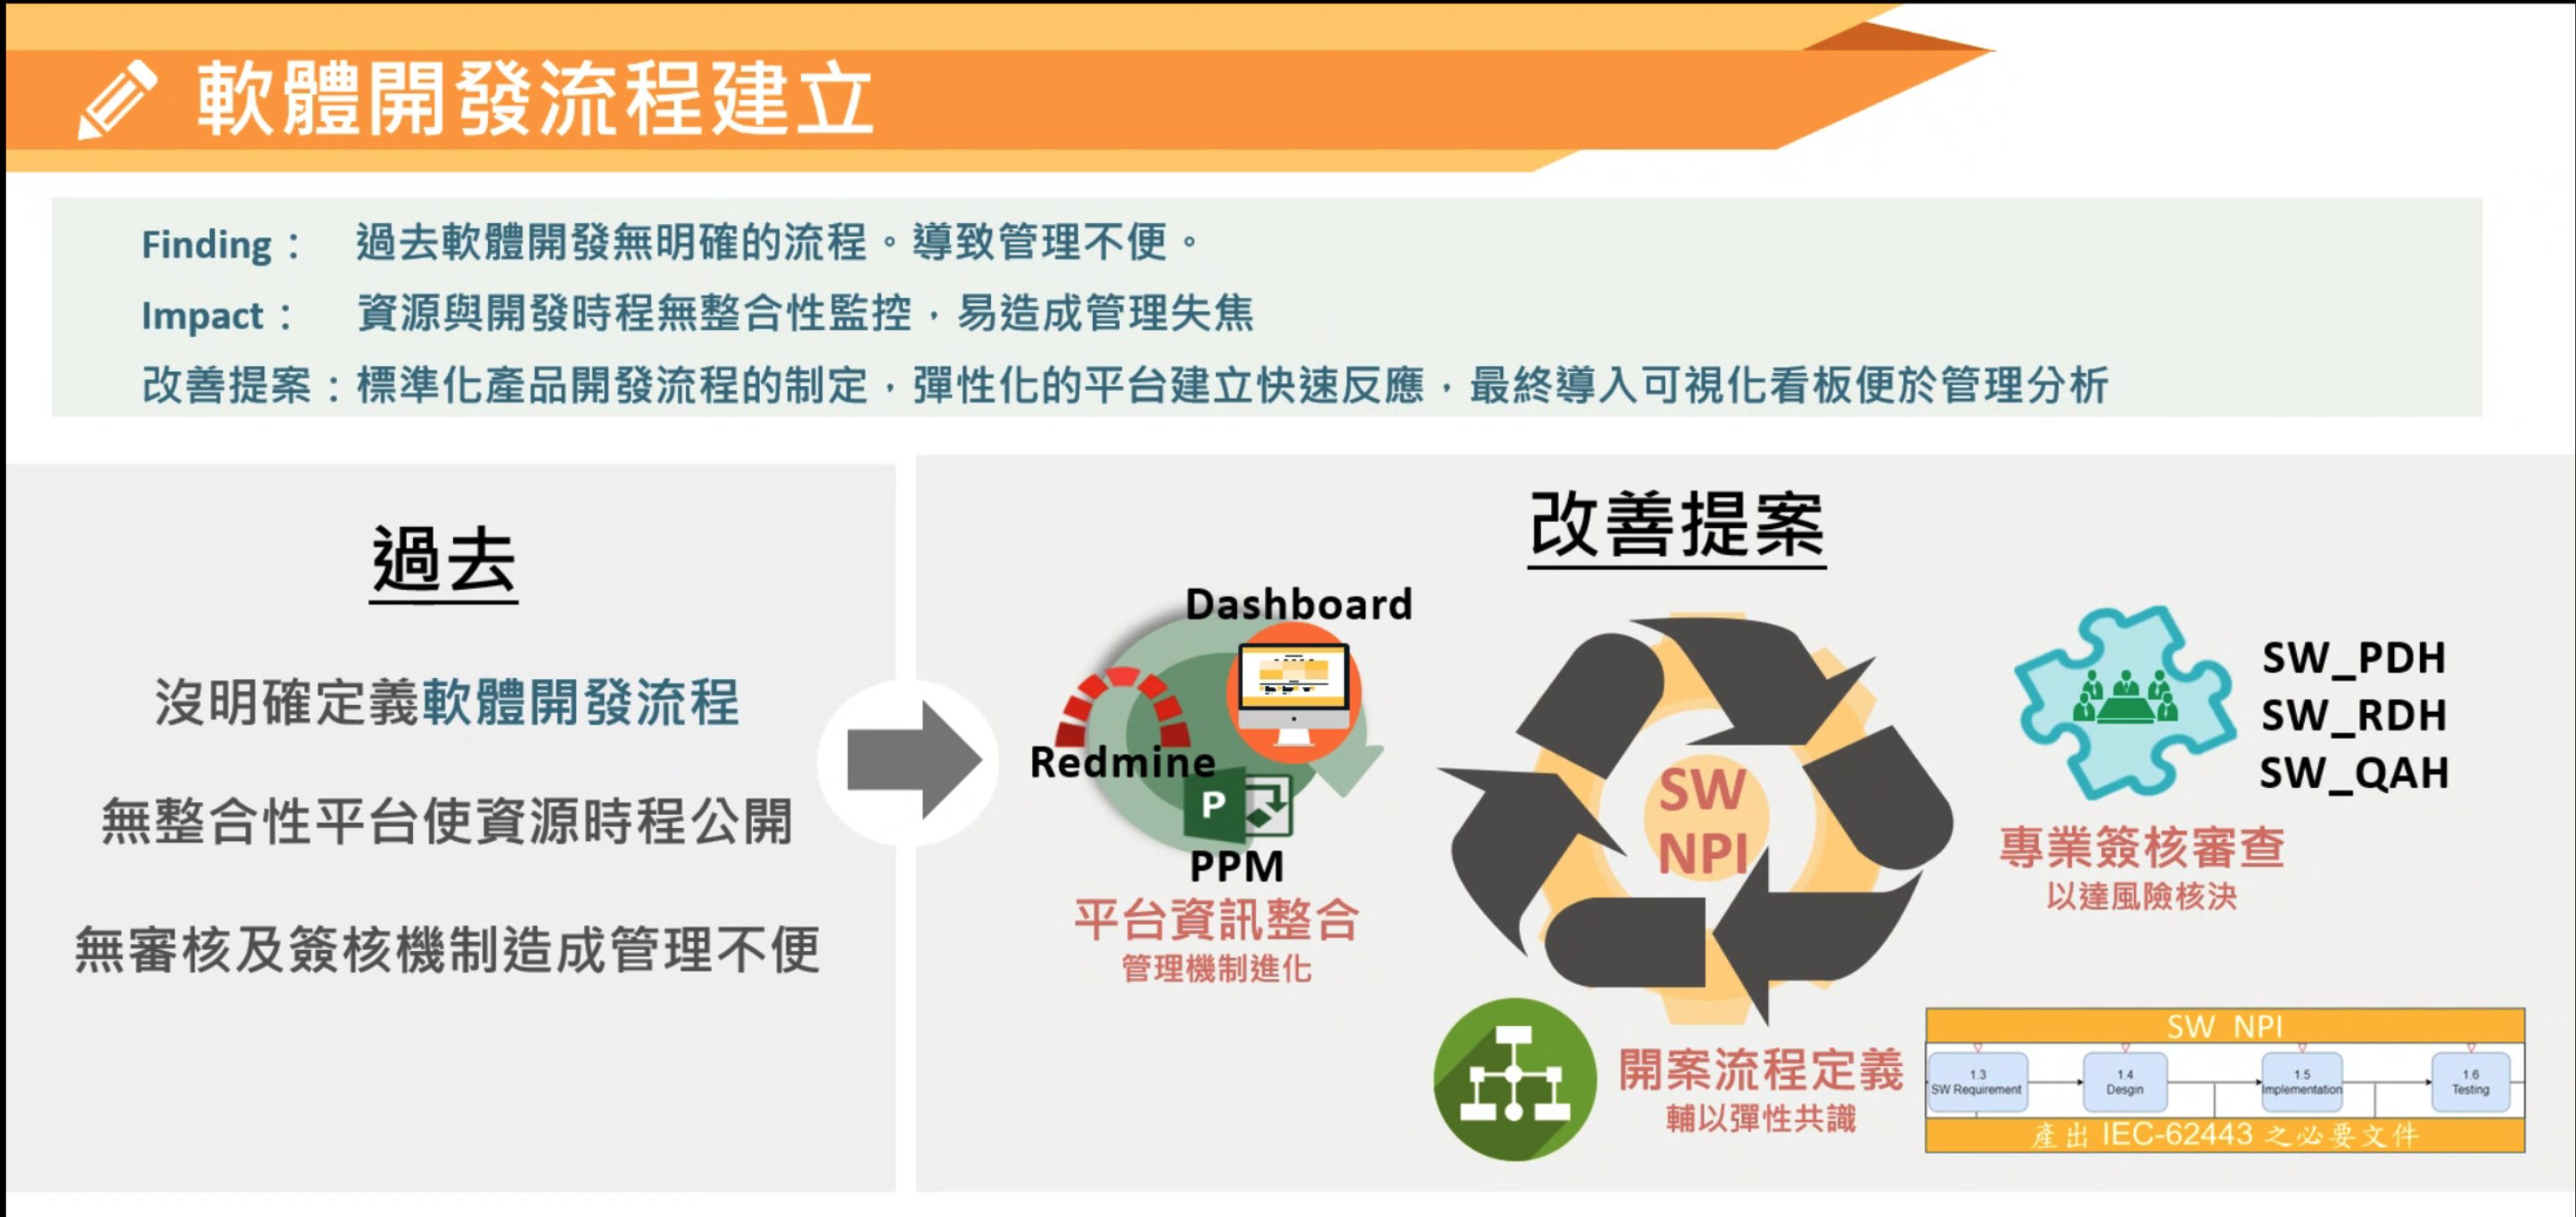 軟體開發流程建立
Finding： 過去軟體開發無明確的流程。導致管理不便。
Impact： 資源與開發時程無整合性監控，易造成管理失焦
改善提案：標準化產品開發流程的制定，彈性化的平台建立快速反應，最終導入可視化看板便於管理分析
過去
沒明確定義軟體開發流程
無整合性平台使資源時程公開
無審核及簽核機制造成管理不便
改善提案
Dashboard
Redmine
P
PPM
平台資訊整合
管理機制進化
SW
NPI
SW_PDH
SW_RDH
SW_QAH
專業簽核審查
以達風險核決
開案流程定義
輔以彈性共識
SW NPI
1.3
SW Requirement
1.4
Desgin
1.5
Implementation
1.6
Testing
產出 IEC-62443 之必要文件